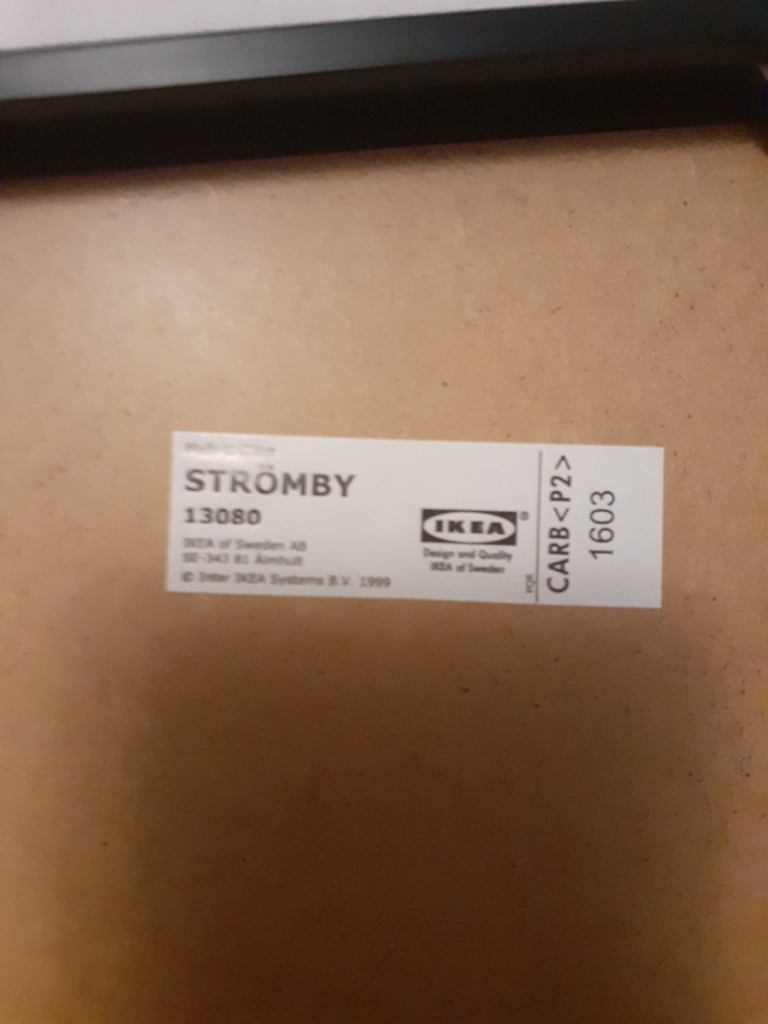 STRÖMBY
13080
IKEA of Sweden AB
SE-343 81 Älmhult
© Inter IKEA Systems B.V. 1999
IKEA®
Design and Quality
IKEA of Sweden
PQR
CARB<P2>
1603